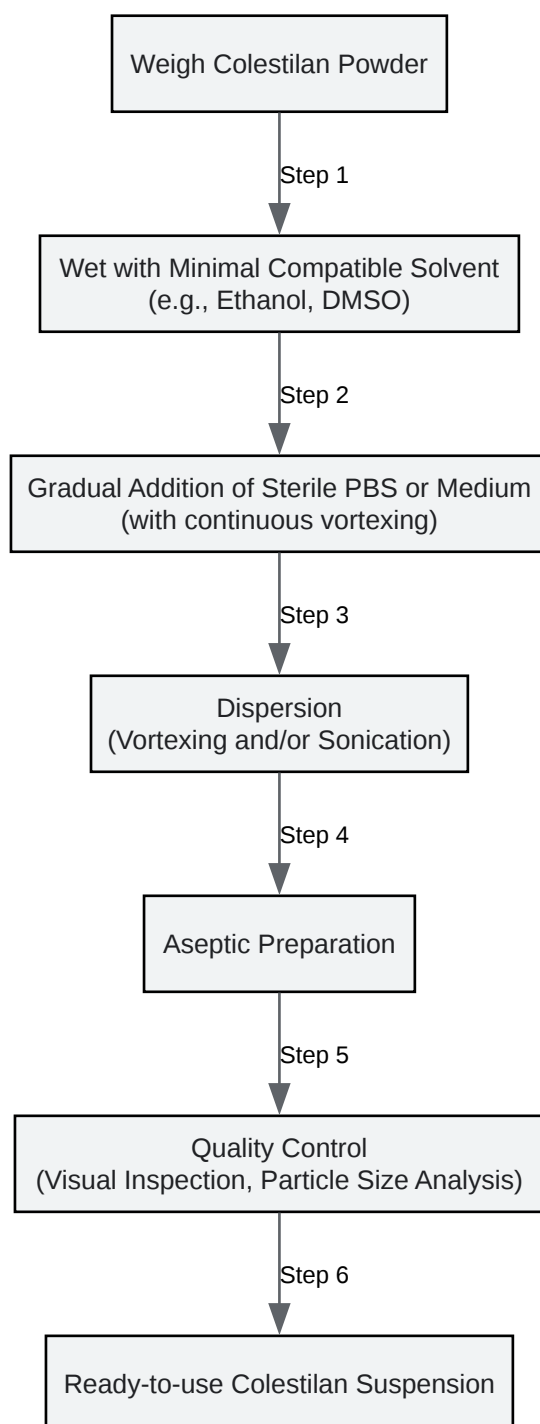 Weigh Colestilan Powder
Step 1
Wet with Minimal Compatible Solvent
(e.g., Ethanol, DMSO)
Step 2
Gradual Addition of Sterile PBS or Medium
(with continuous vortexing)
Step 3
Dispersion
(Vortexing and/or Sonication)
Step 4
Aseptic Preparation
Step 5
Quality Control
(Visual Inspection, Particle Size Analysis)
Step 6
Ready-to-use Colestilan Suspension